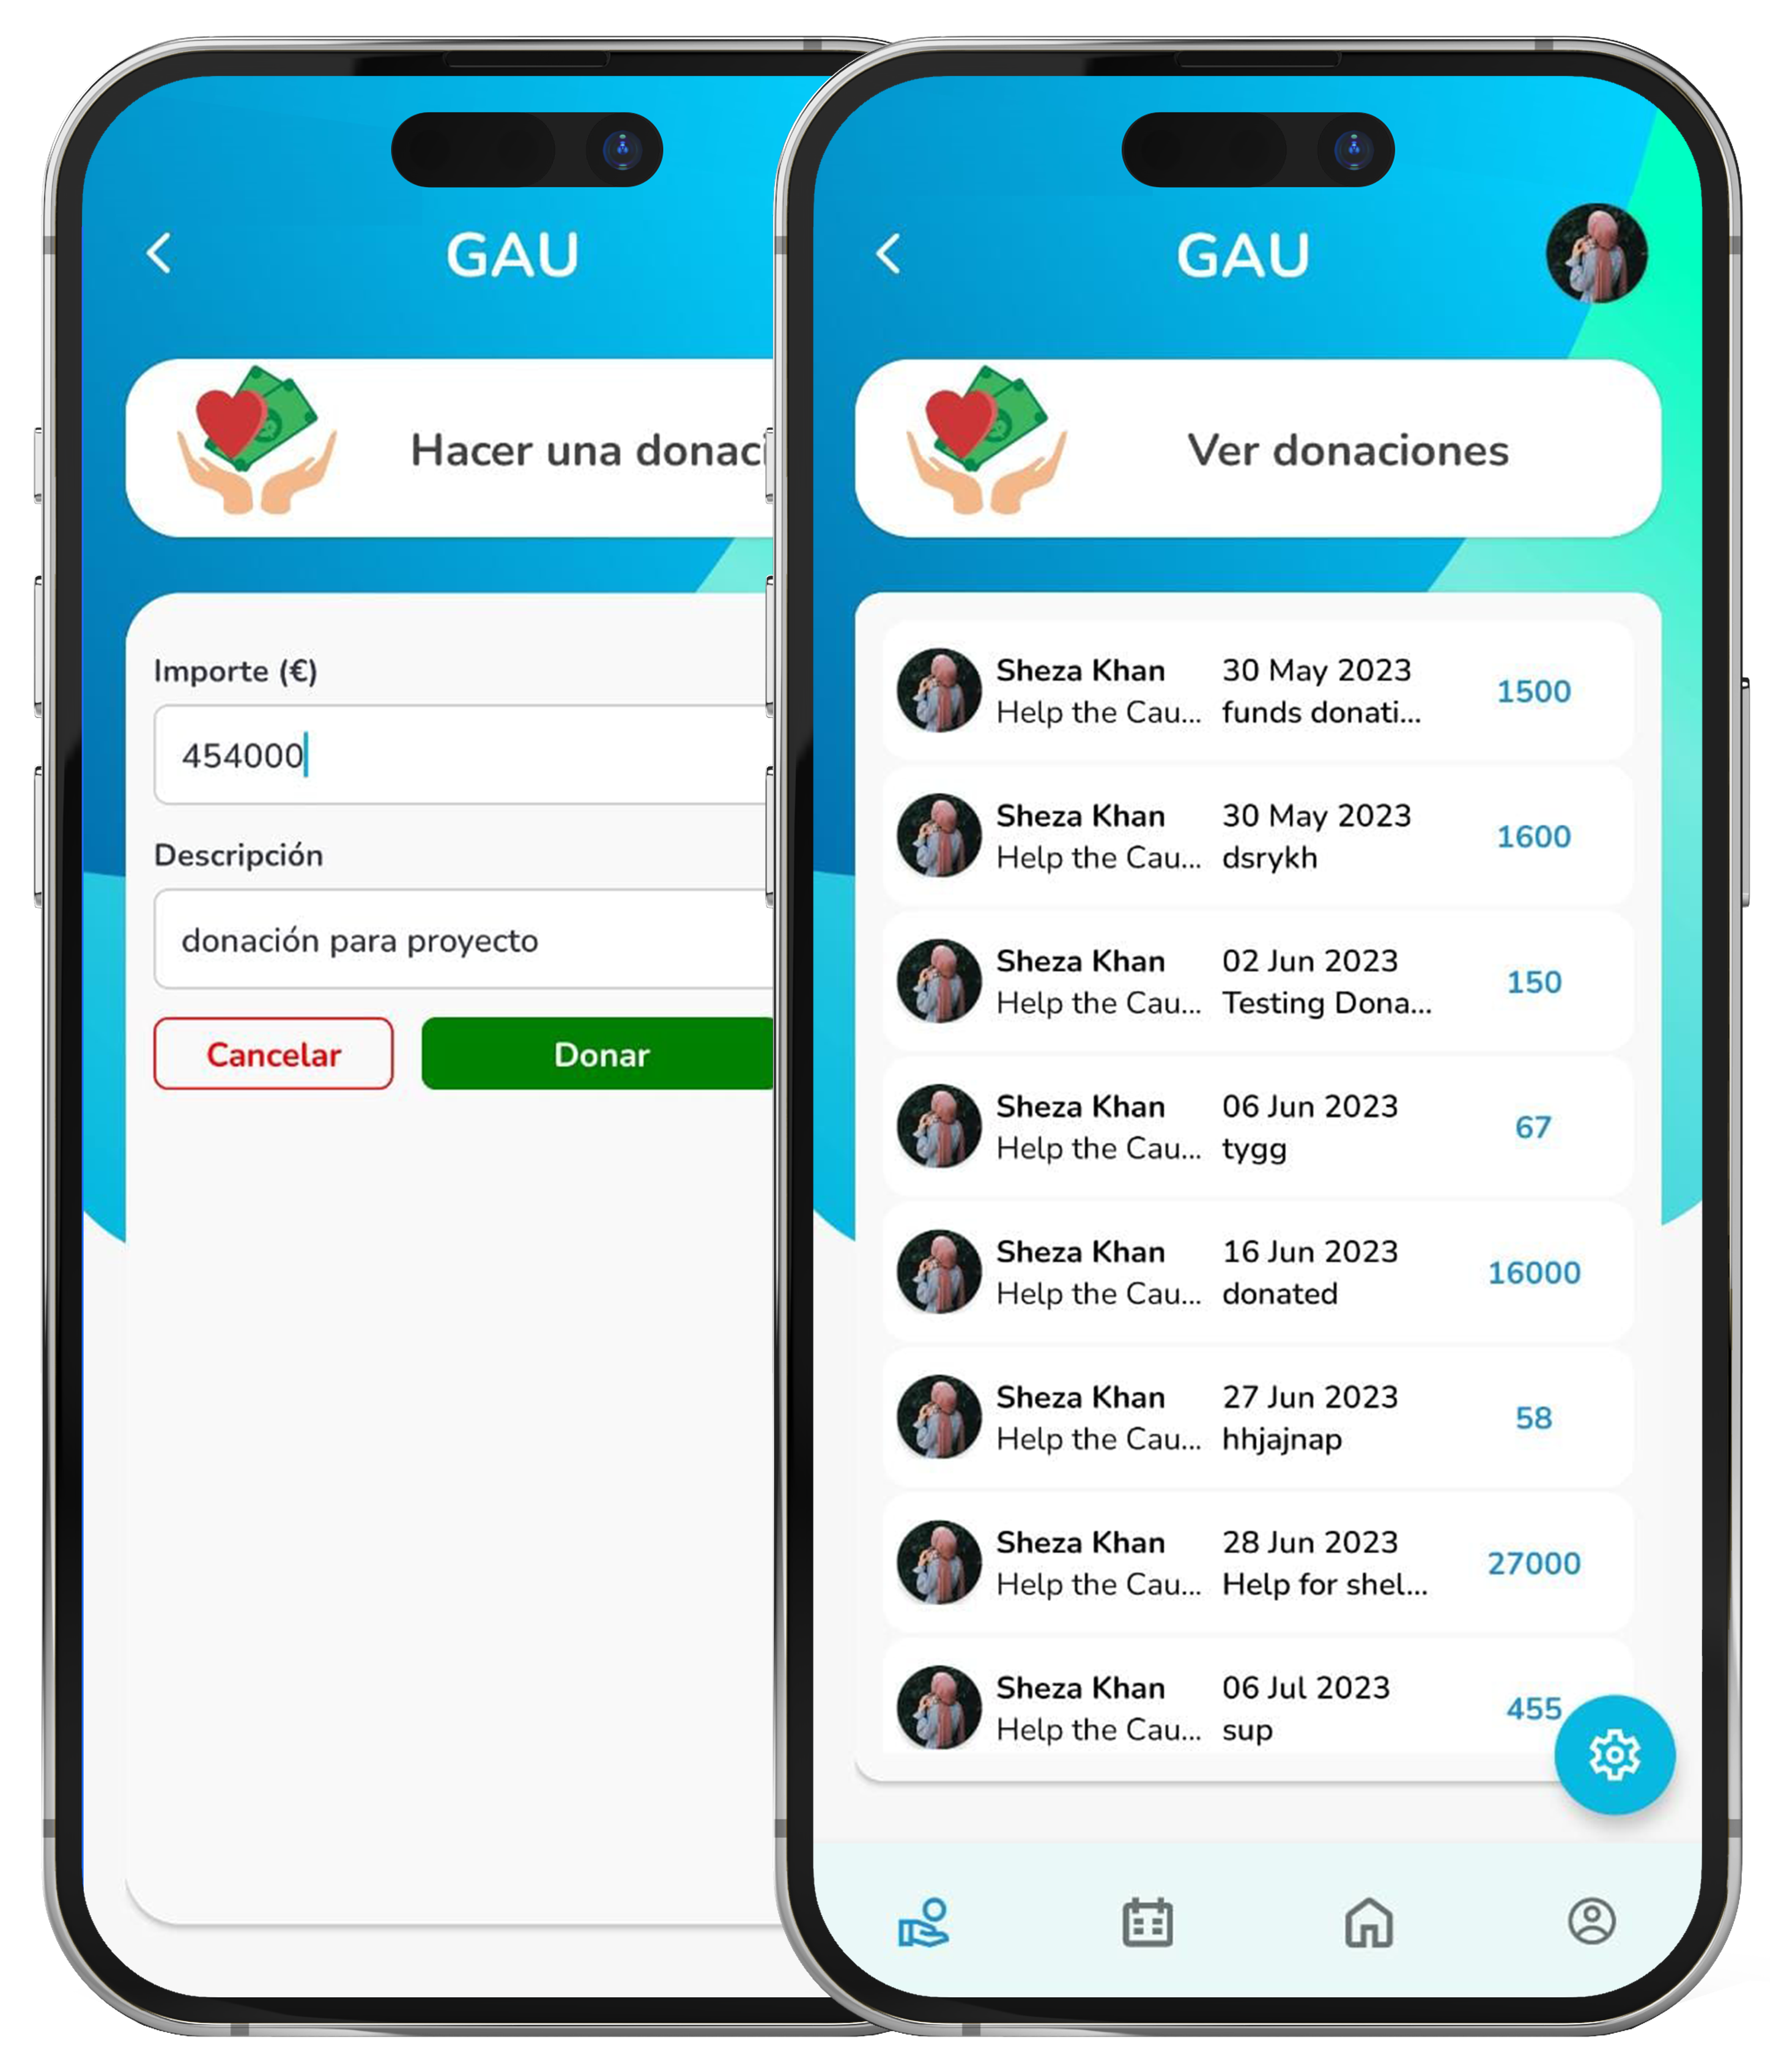 GAU
Hacer una donaci
Importe (€)
454000
Descripción
donación para proyecto
Cancelar
Donar
GAU
Ver donaciones
Sheza Khan 30 May 2023
Help the Cau... funds donati...
1500
Sheza Khan 30 May 2023
Help the Cau... dsrykh
1600
Sheza Khan 02 Jun 2023
Help the Cau... Testing Dona...
150
Sheza Khan 06 Jun 2023
Help the Cau... tygg
67
Sheza Khan 16 Jun 2023
Help the Cau... donated
16000
Sheza Khan 27 Jun 2023
Help the Cau... hhjajnap
58
Sheza Khan 28 Jun 2023
Help the Cau... Help for shel...
27000
Sheza Khan 06 Jul 2023
Help the Cau... sup
455